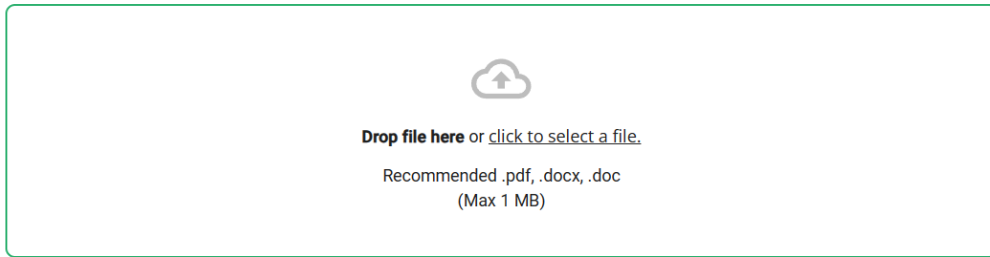 Drop file here or click to select a file.
Recommended .pdf, .docx, .doc
(Max 1 MB)